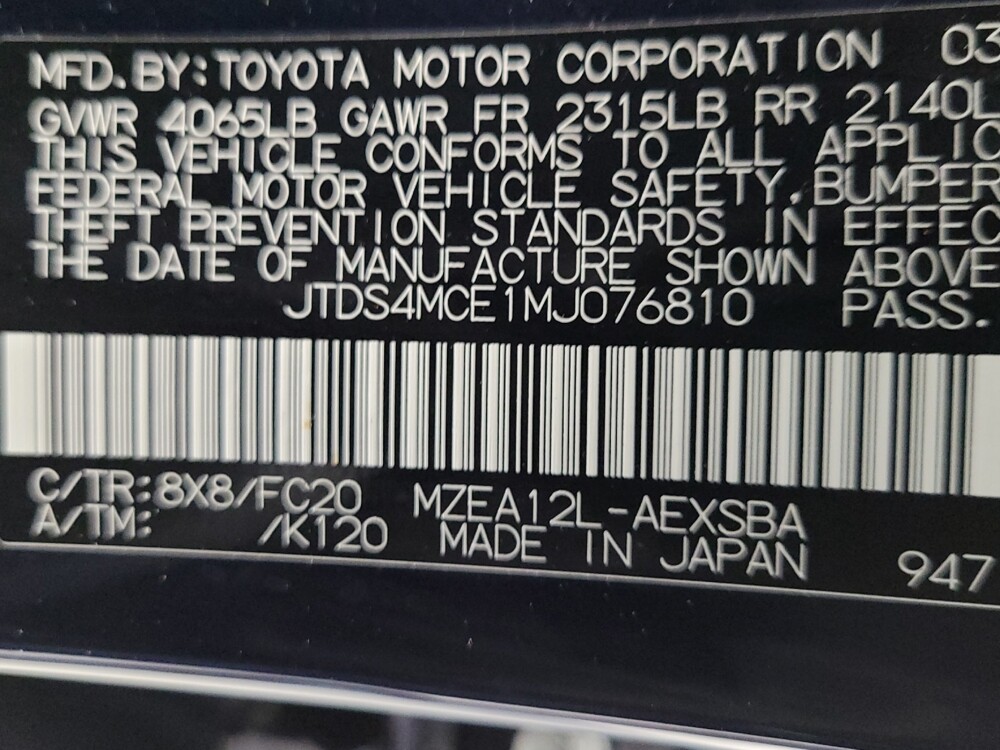 MFD. BY: TOYOTA MOTOR CORPORATION 03
GVWR 4065LB GAWR FR 2315LB RR 2140L
THIS VEHICLE CONFORMS TO ALL APPLIC
FEDERAL MOTOR VEHICLE SAFETY, BUMPER
THEFT PREVENTION STANDARDS IN EFFEC
THE DATE OF MANUFACTURE SHOWN ABOVE
JTDS4MCE1MJ076810 PASS.
C/TR: 8X8/FC20 MZEA12L-AEXSBA
A/TM: /K120 MADE IN JAPAN 947